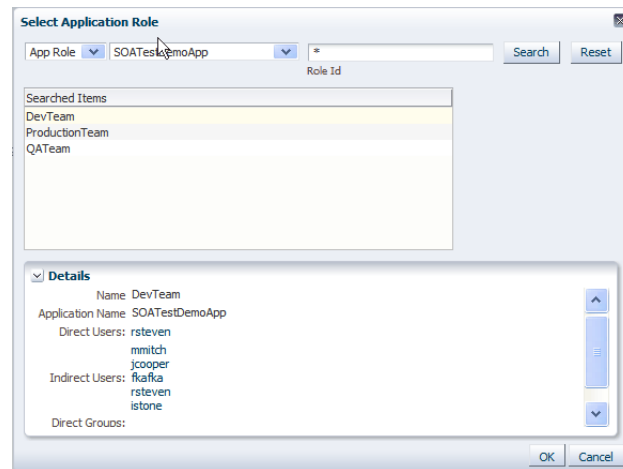 Select Application Role
App Role SOATestDemoApp * Search Reset
Role Id
Searched Items
DevTeam
ProductionTeam
QATeam
Details
Name DevTeam
Application Name SOATestDemoApp
Direct Users: rsteven
mmitch
jcooper
Indirect Users: fkafka
rsteven
istone
Direct Groups:
OK Cancel